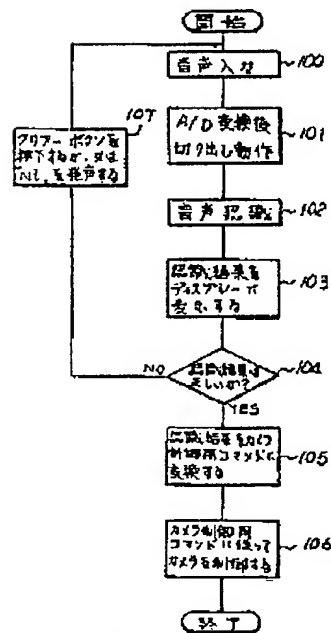 開始
音声入力
100
A/D変換後
切り出し動作
101
音声認識
102
認識結果を
ディスプレーで
表示する
103
クリアーボタンを
押下するか、又は
NO、を発声する
107
認識結果は
正しいか?
104
NO
YES
認識結果をカメラ
制御用コマンドに
変換する
105
カメラ制御用
コマンドに従って
カメラを制御する
106
終了